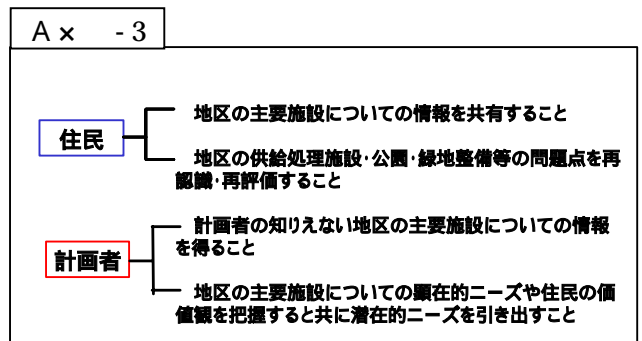 A× -3
地区の主要施設についての情報を共有すること
住民
地区の供給処理施設・公園・緑地整備等の問題点を再
認識・再評価すること
計画者の知りえない地区の主要施設についての情報
を得ること
計画者
地区の主要施設についての顕在的ニーズや住民の価
値観を把握すると共に潜在的ニーズを引き出すこと